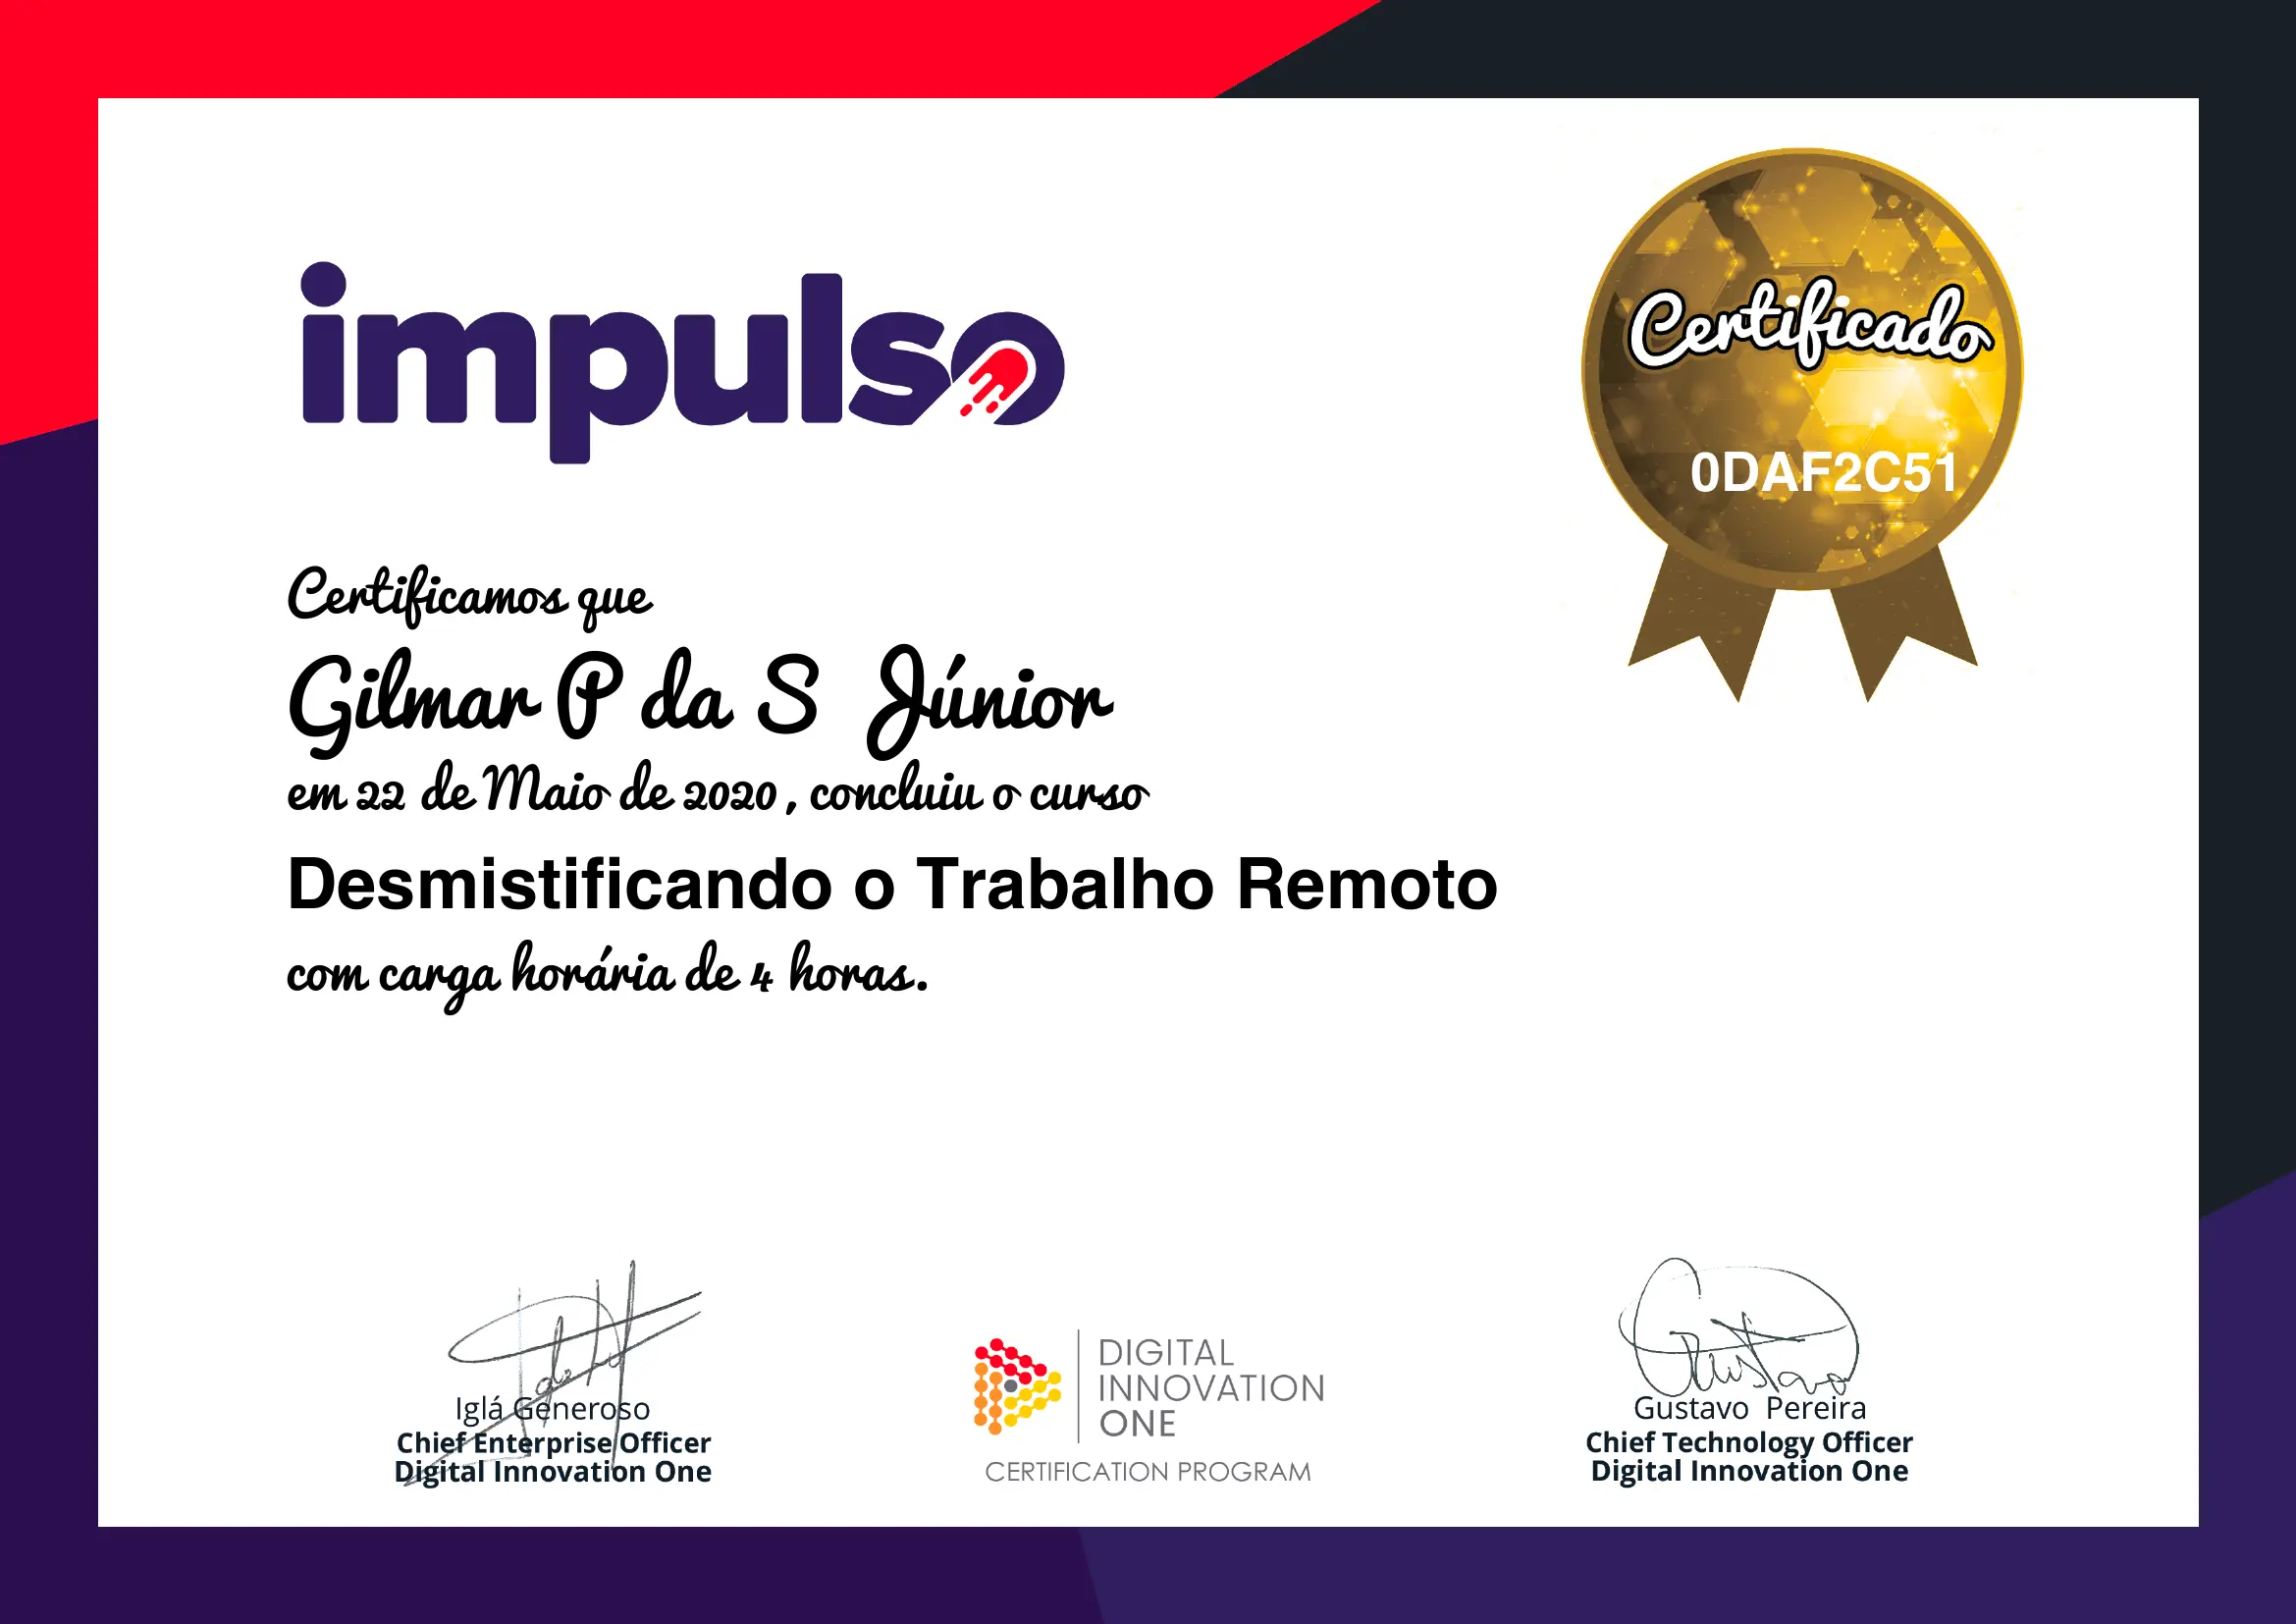 impulso
Certificado
0DAF2C51
Certificamos que
Gilmar P da S Júnior
em 22 de Maio de 2020 , concluiu o curso
Desmistificando o Trabalho Remoto
com carga horária de 4 horas.
Iglá Generoso
Chief Enterprise Officer
Digital Innovation One
DIGITAL
INNOVATION
ONE
CERTIFICATION PROGRAM
Gustavo
Gustavo Pereira
Chief Technology Officer
Digital Innovation One